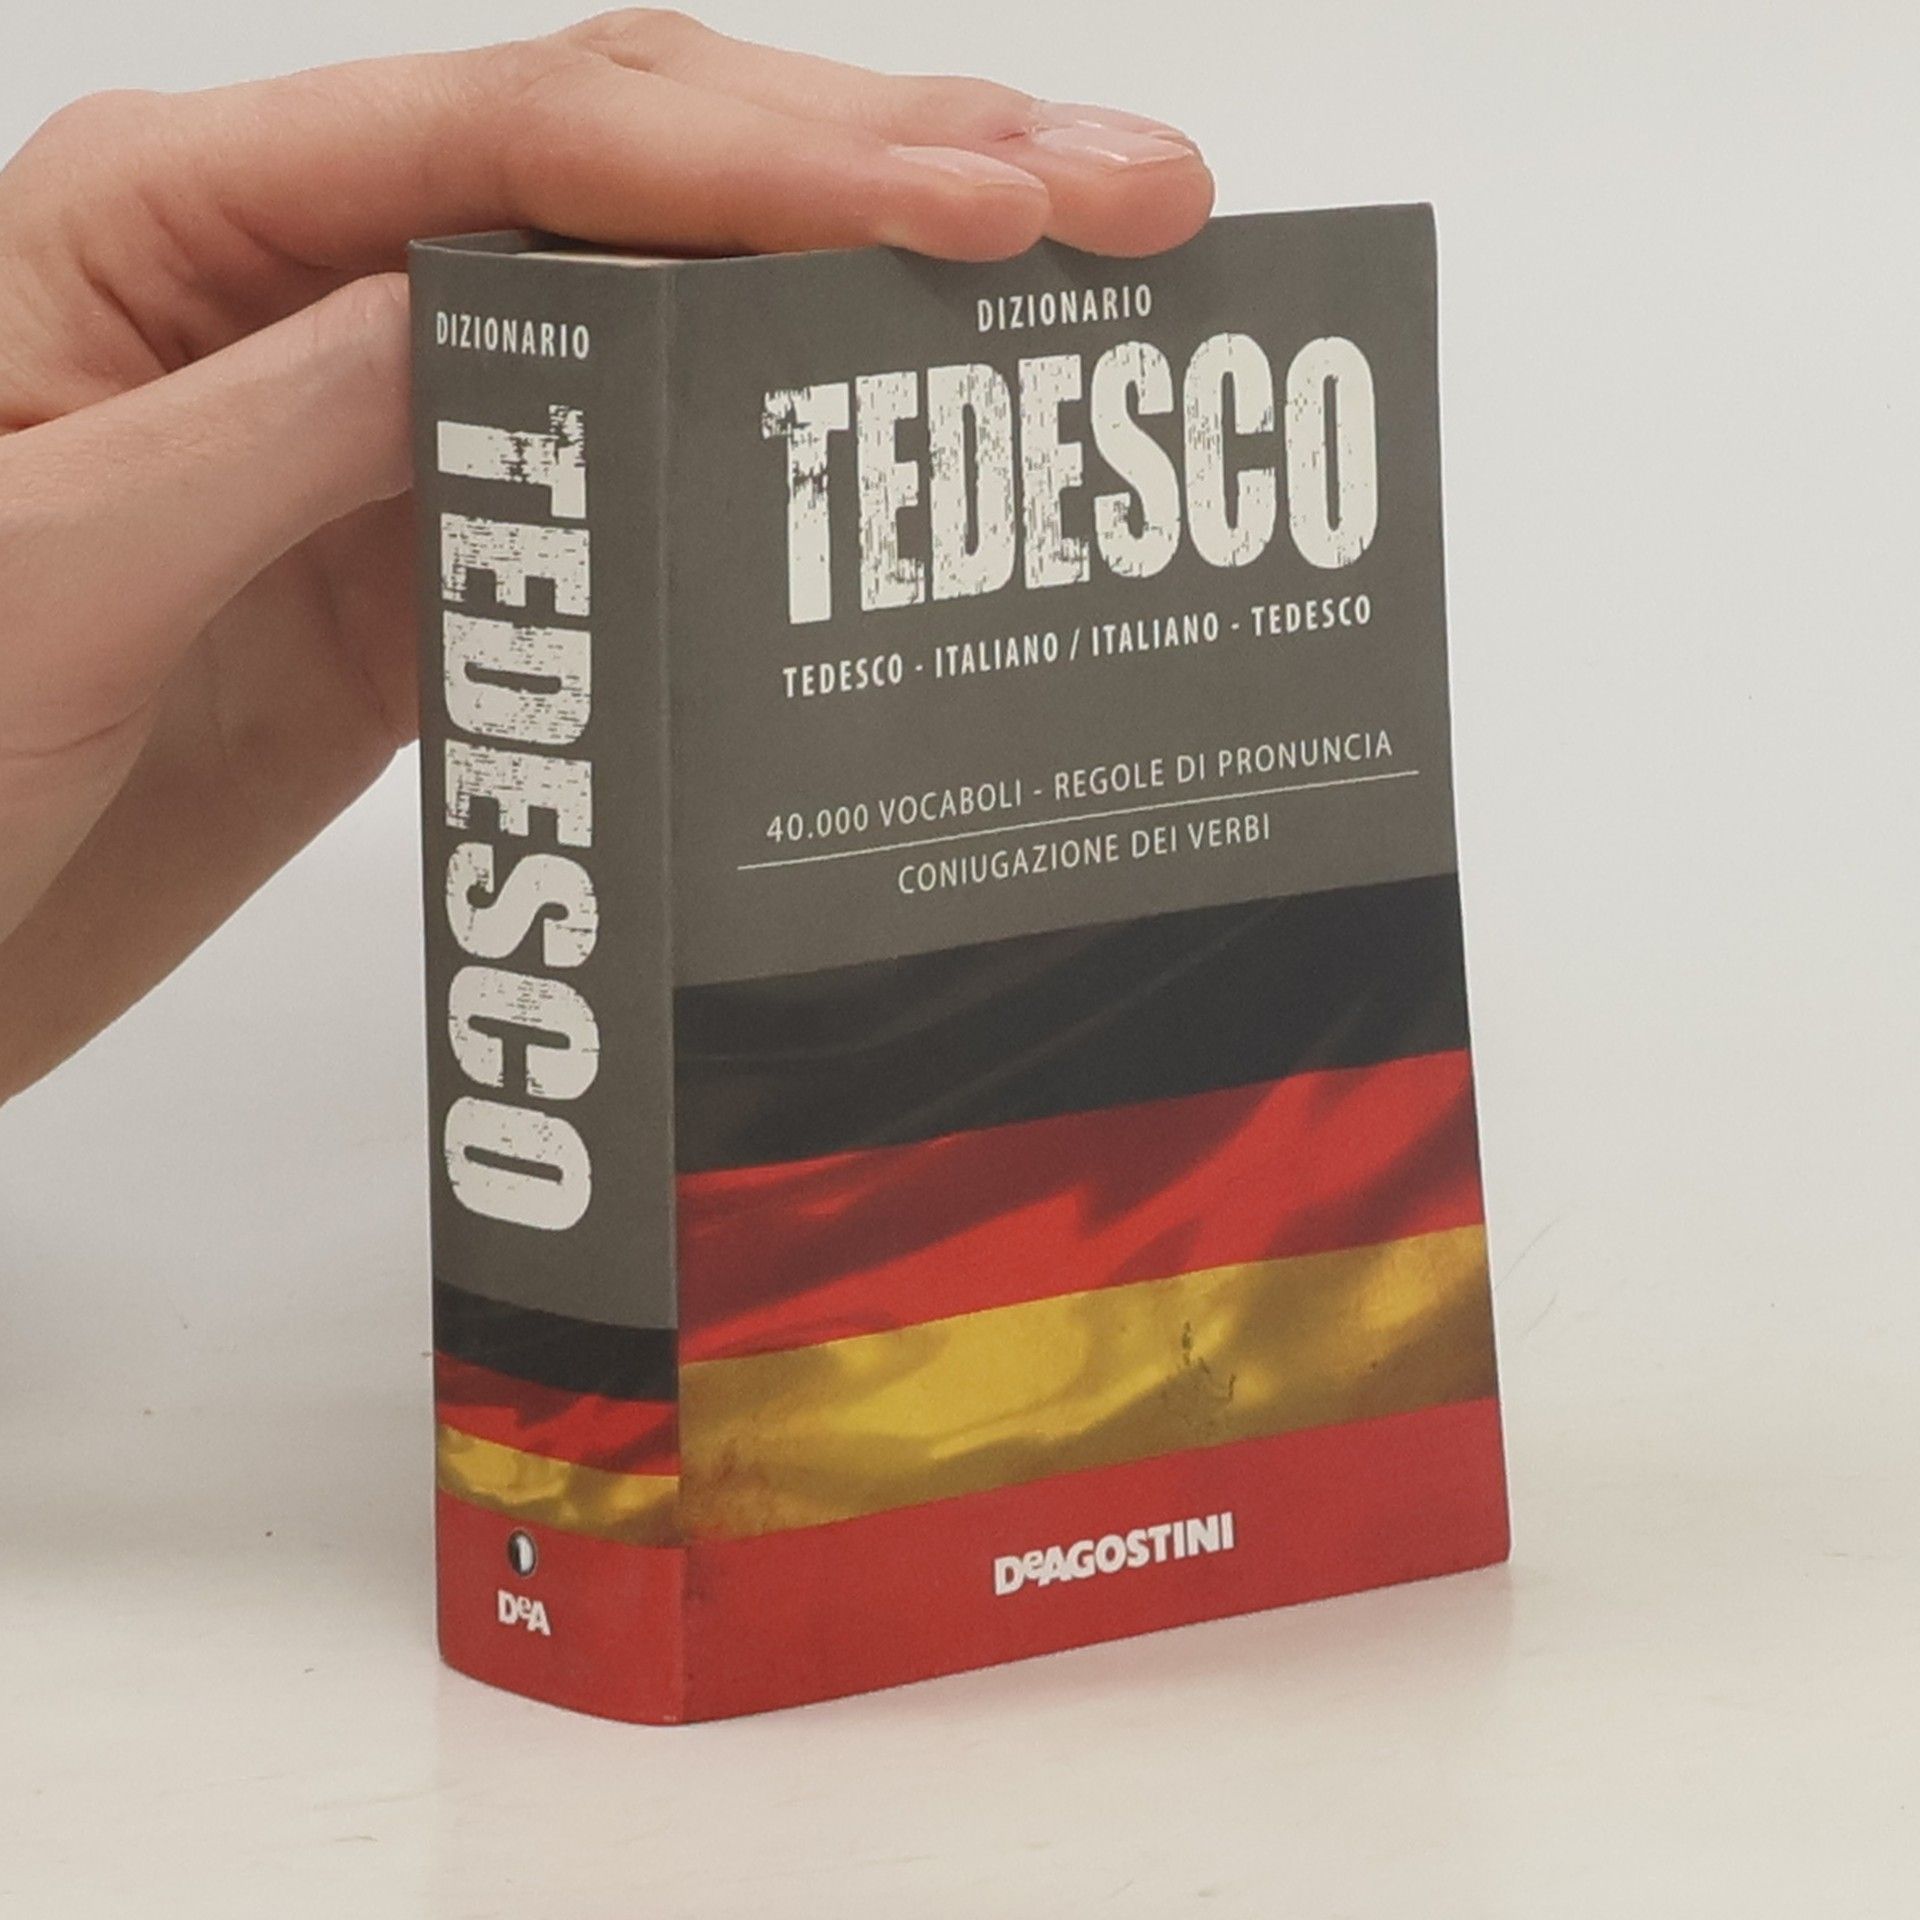 DIZIONARIO
TEDESCO
DeA
DIZIONARIO
TEDESCO
TEDESCO - ITALIANO / ITALIANO - TEDESCO
40.000 VOCABOLI - REGOLE DI PRONUNCIA
CONIUGAZIONE DEI VERBI
DeAGOSTINI